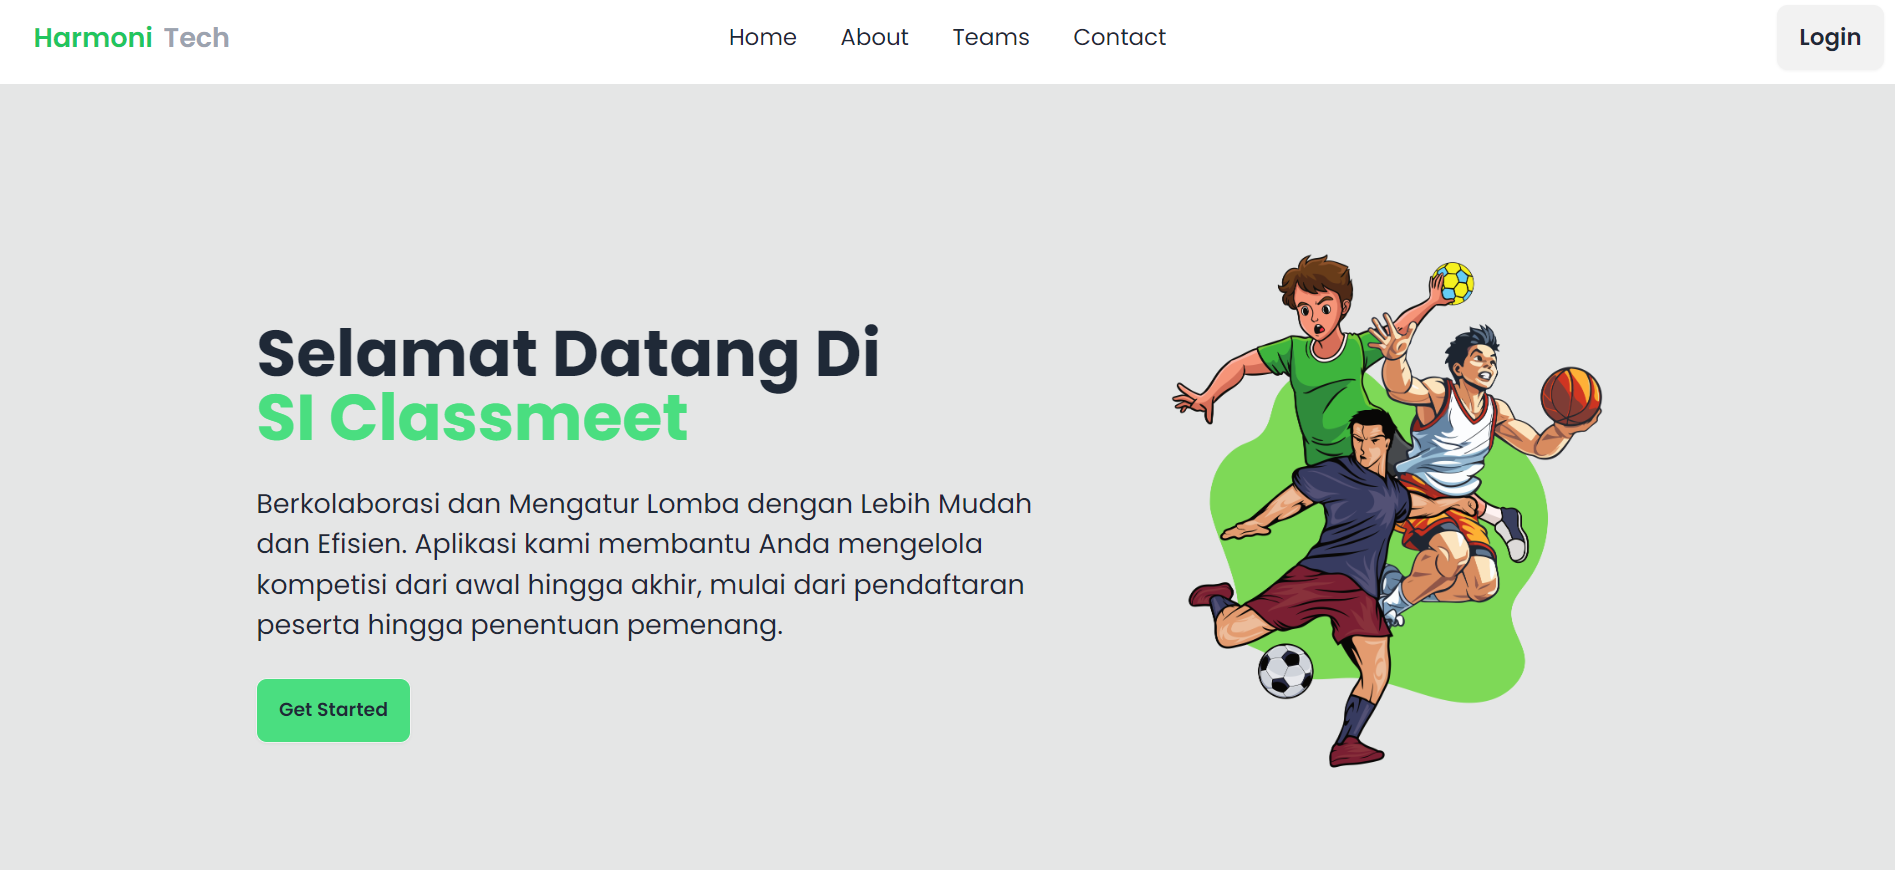 Harmoni Tech
Home About Teams Contact
Login
Selamat Datang Di
SI Classmeet
Berkolaborasi dan Mengatur Lomba dengan Lebih Mudah
dan Efisien. Aplikasi kami membantu Anda mengelola
kompetisi dari awal hingga akhir, mulai dari pendaftaran
peserta hingga penentuan pemenang.
Get Started